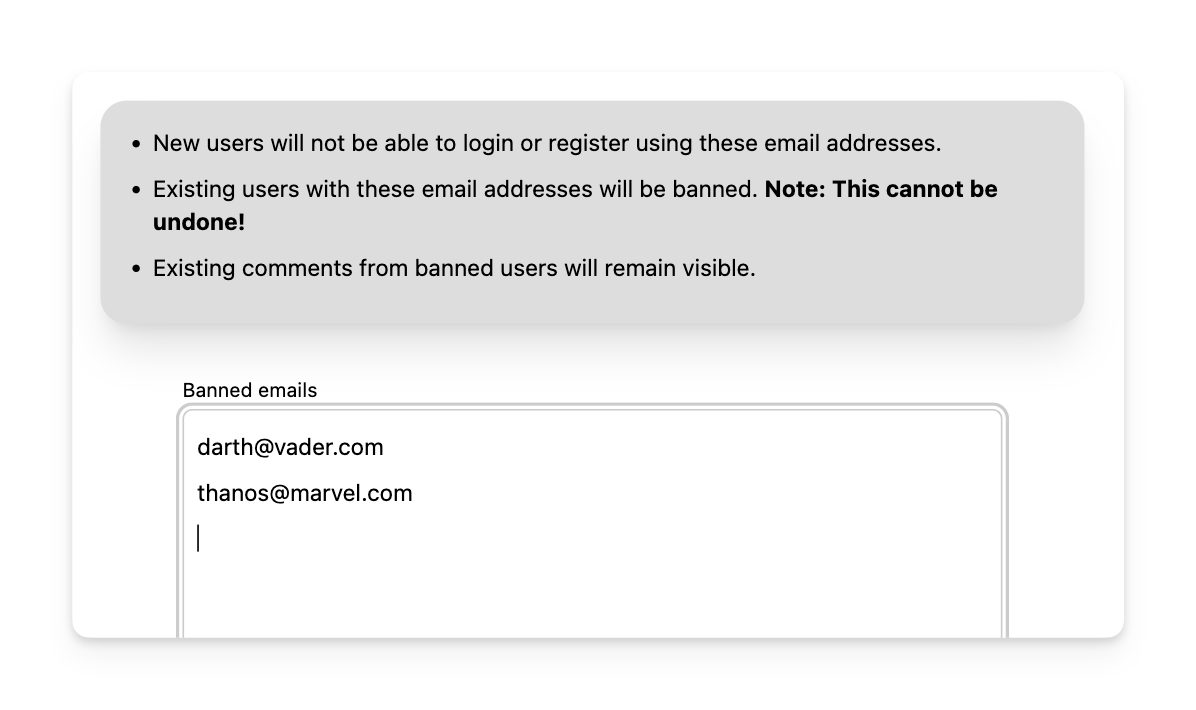 • New users will not be able to login or register using these email addresses.
• Existing users with these email addresses will be banned. Note: This cannot be
undone!
• Existing comments from banned users will remain visible.
Banned emails
darth@vader.com
thanos@marvel.com